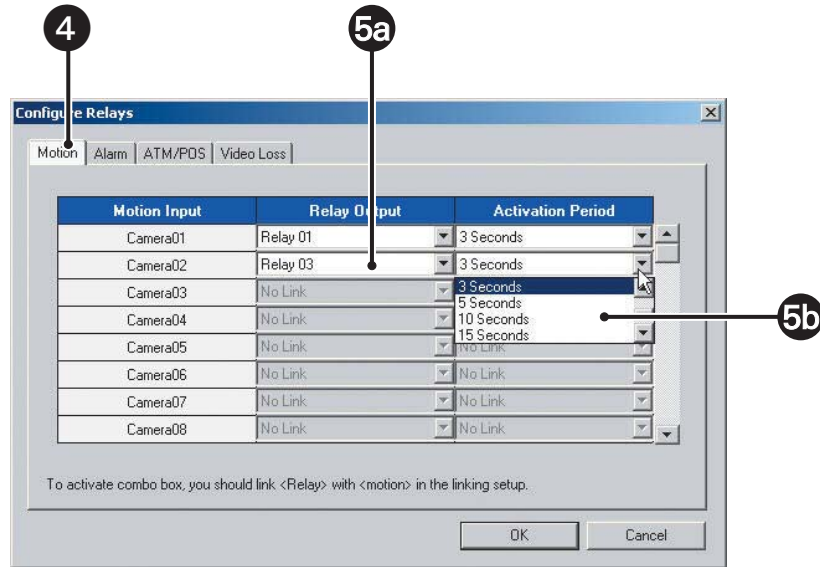 4 5a
Configure Relays
Motion Alarm ATM/POS Video Loss
Motion Input Relay Output Activation Period
Camera01 Relay 01 3 Seconds
Camera02 Relay 03 3 Seconds
Camera03 No Link 3 Seconds
5 Seconds
Camera04 No Link 10 Seconds
5b
15 Seconds
Camera05 No Link No Link
Camera06 No Link No Link
Camera07 No Link No Link
Camera08 No Link No Link
To activate combo box, you should link <Relay> with <motion> in the linking setup.
OK Cancel